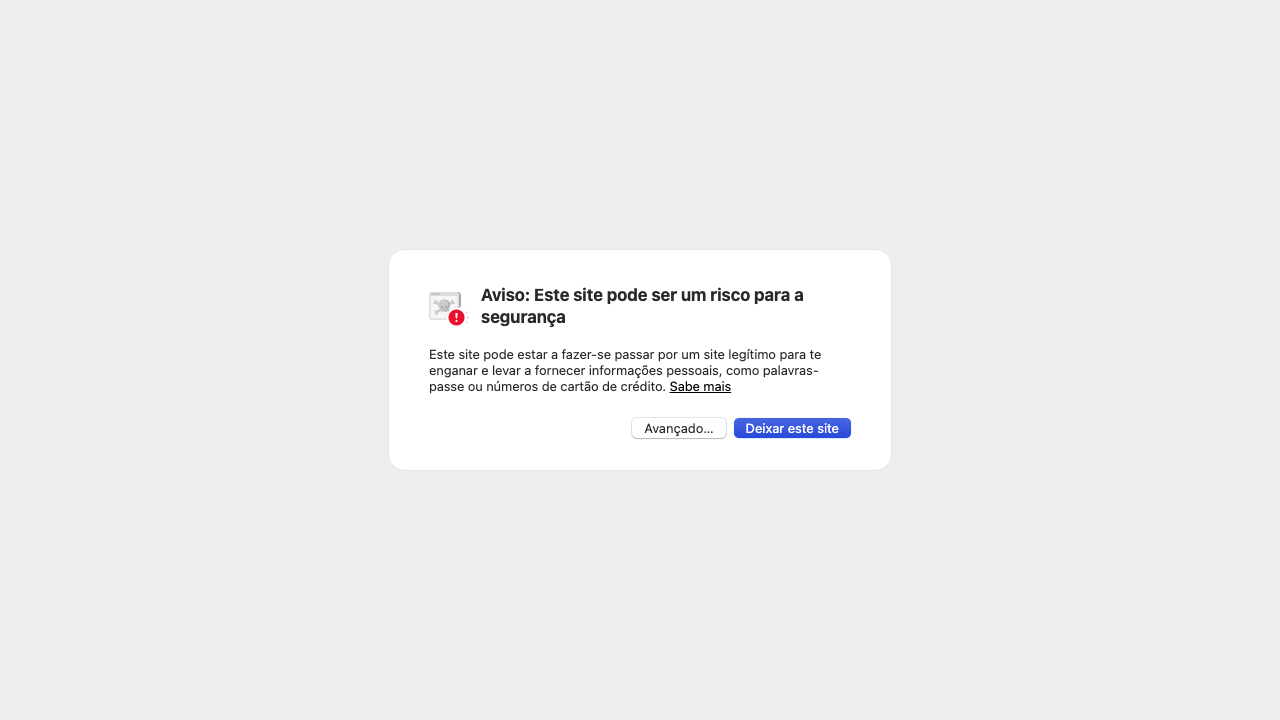 Aviso: Este site pode ser um risco para a
segurança
Este site pode estar a fazer-se passar por um site legítimo para te
enganar e levar a fornecer informações pessoais, como palavras-
passe ou números de cartão de crédito. Sabe mais
Avançado...
Deixar este site